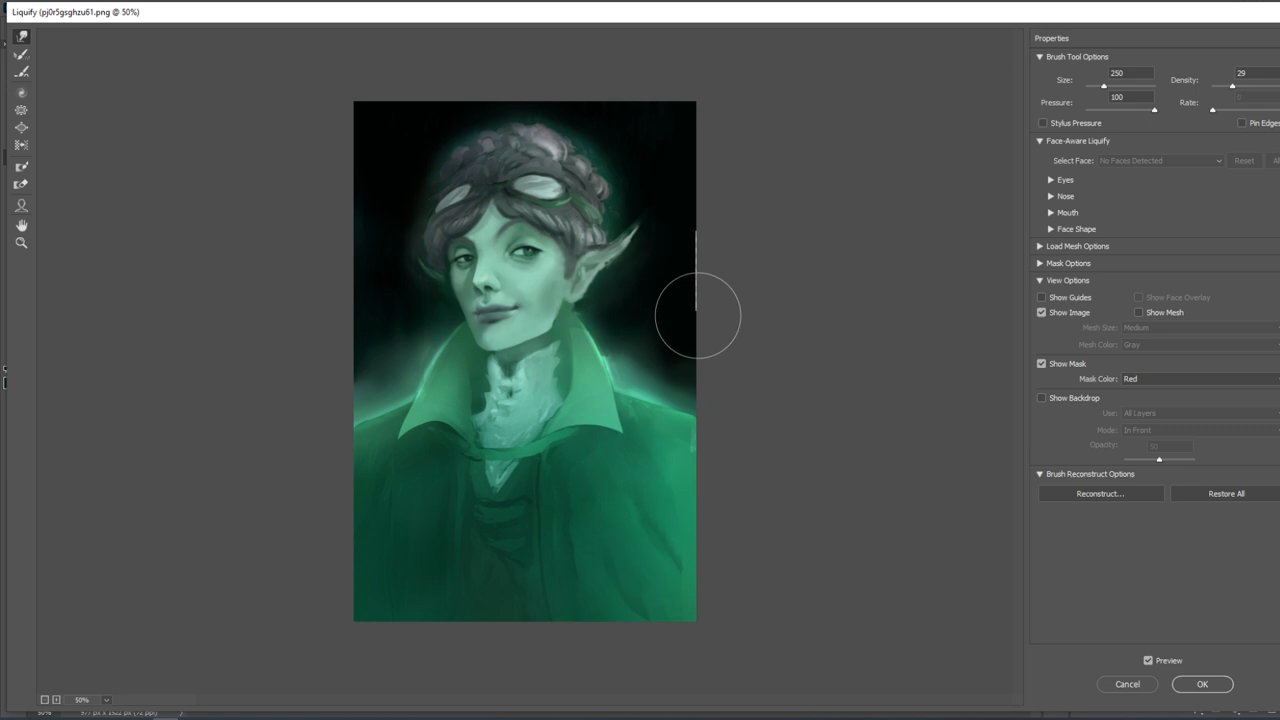 Liquify (pj0r5gsghzu61.png @ 50%)
Properties
Brush Tool Options
Size: 250 Density: 29
Pressure: 100 Rate: 0
Stylus Pressure Pin Edges
Face-Aware Liquify
Select Face: No Faces Detected Reset
Eyes
Nose
Mouth
Face Shape
Load Mesh Options
Mask Options
View Options
Show Guides Show Face Overlay
Show Image Show Mesh
Mesh Size: Medium
Mesh Color: Gray
Show Mask
Mask Color: Red
Show Backdrop
Use: All Layers
Mode: In Front
Opacity: 50
Brush Reconstruct Options
Reconstruct... Restore All
Preview
Cancel OK
50%